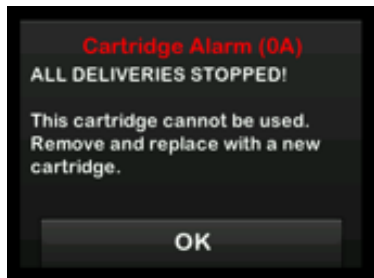 Cartridge Alarm (0A)
ALL DELIVERIES STOPPED!
This cartridge cannot be used.
Remove and replace with a new
cartridge.
OK